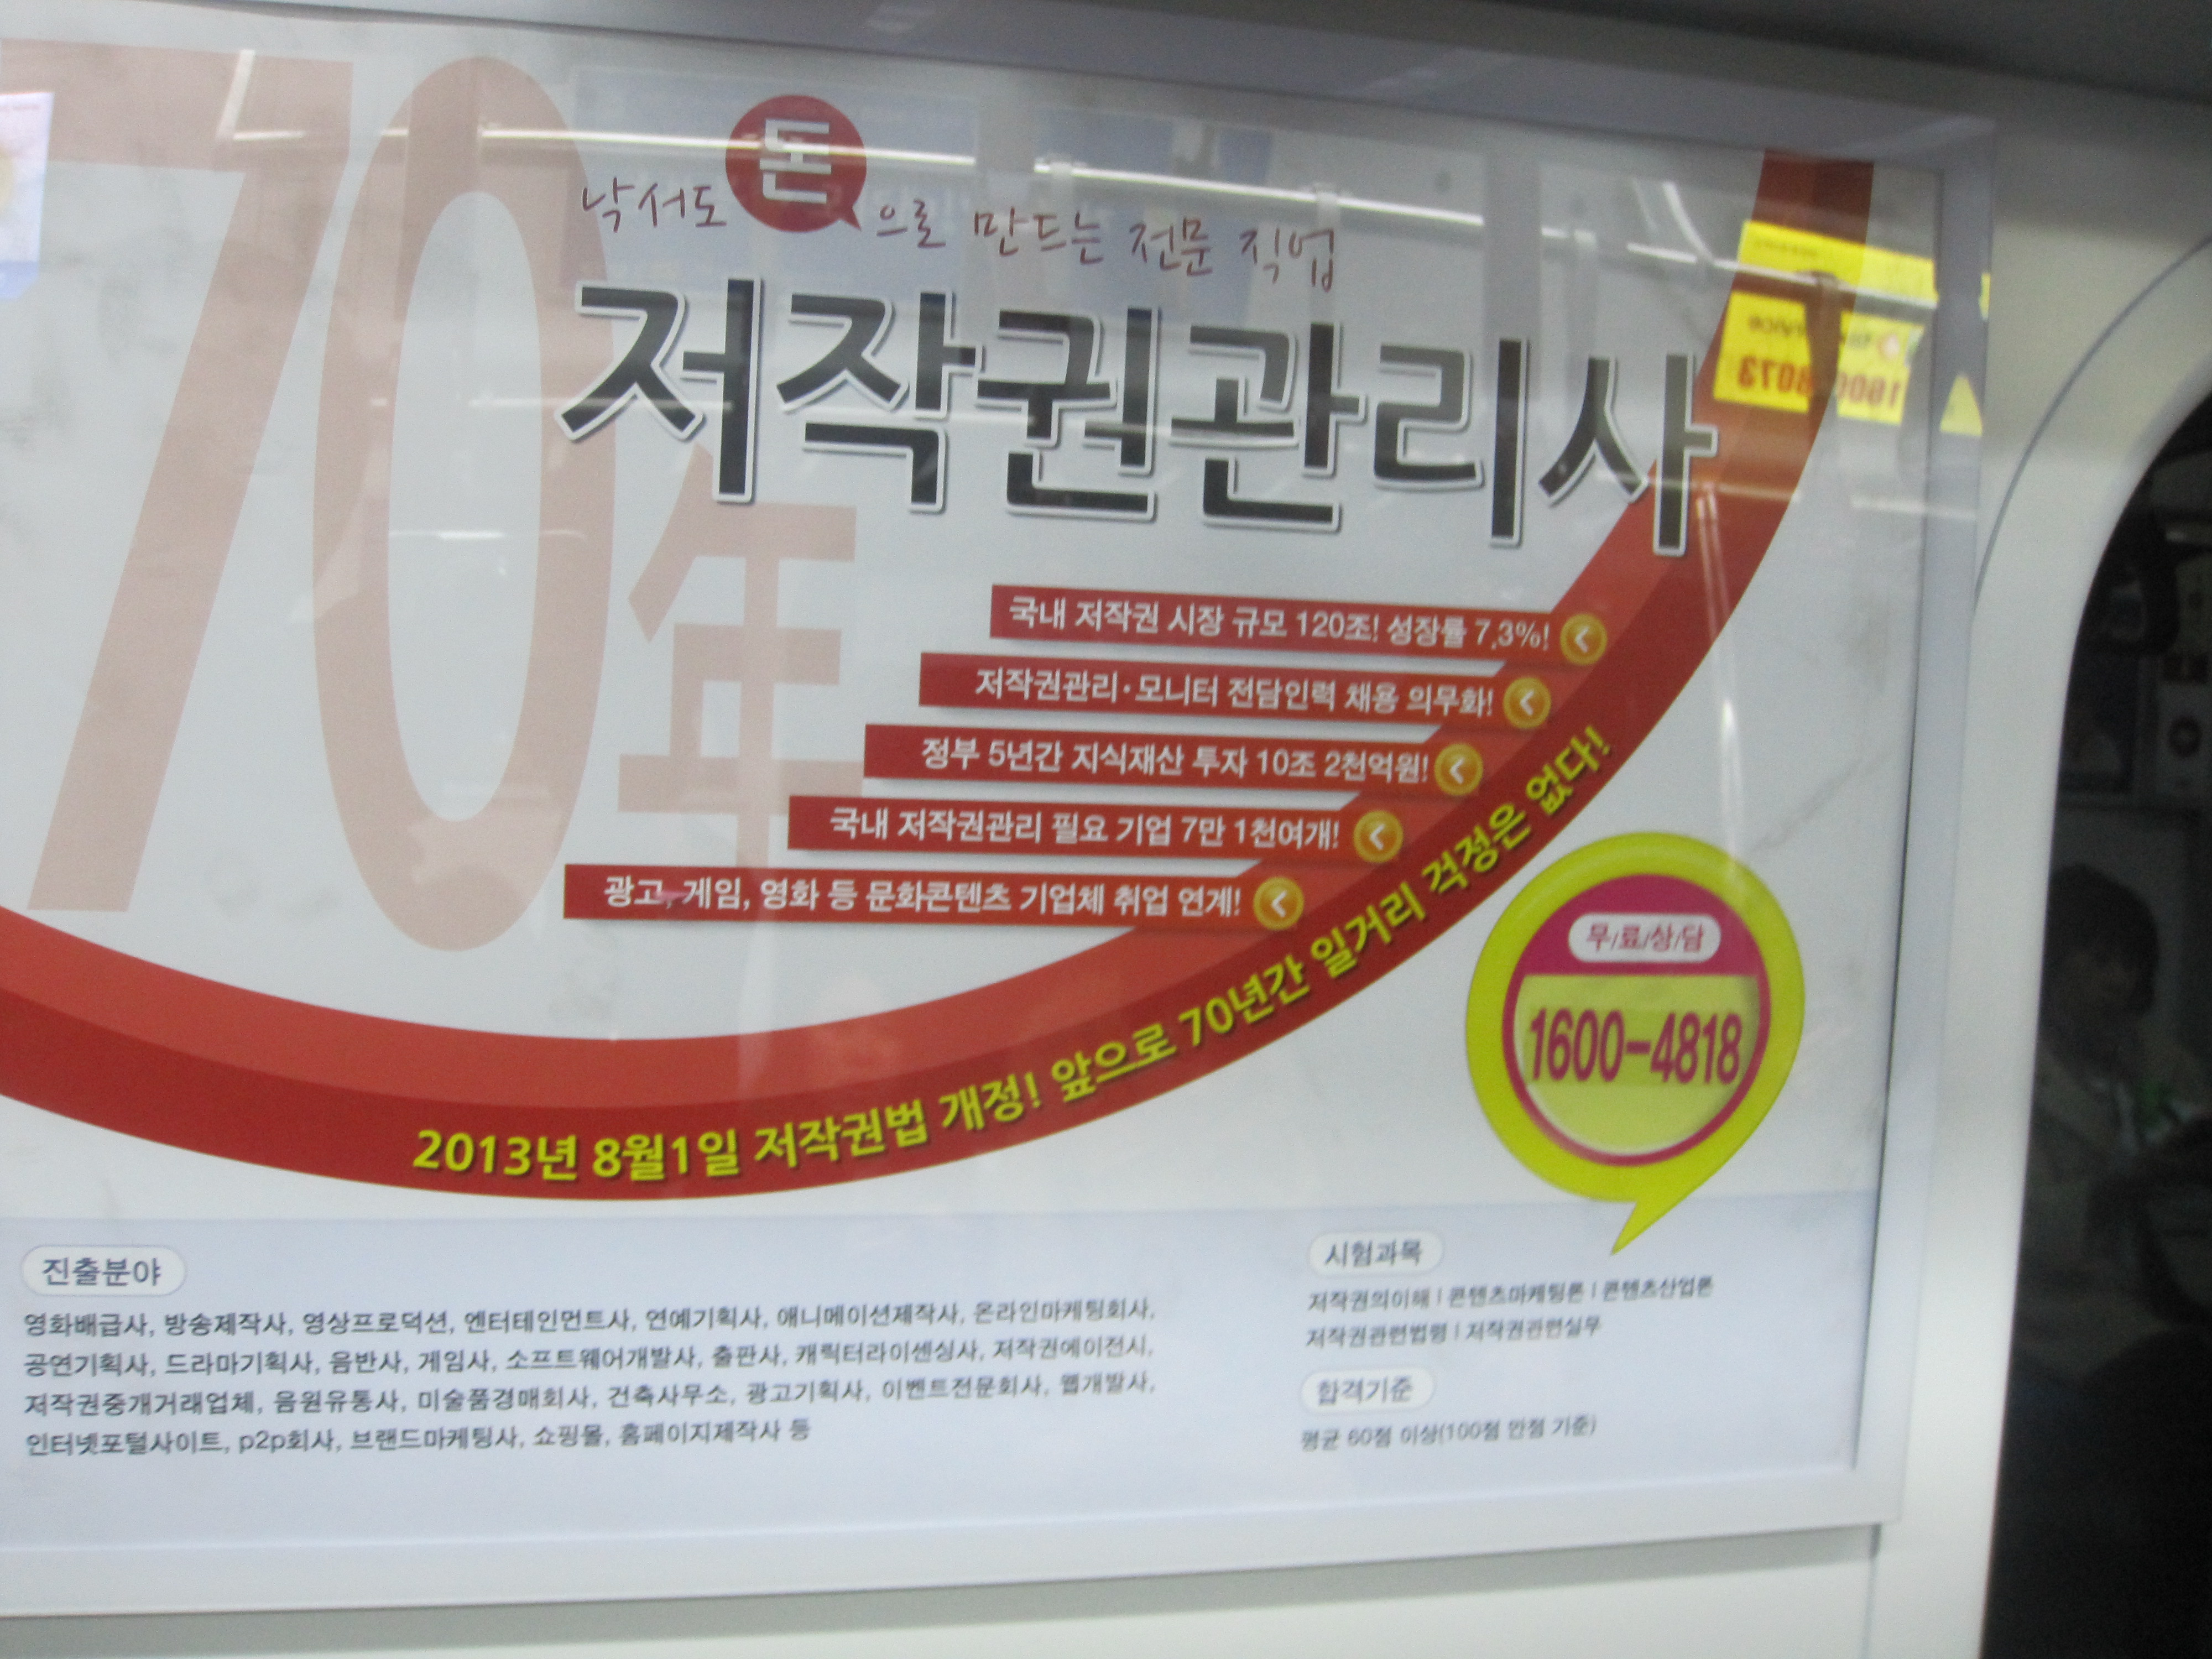 70年
낙서도 돈으로 만드는 전문 직업
저작권관리사
국내 저작권 시장 규모 120조! 성장률 7.3%!
저작권관리·모니터 전담인력 채용 의무화!
정부 5년간 지식재산 투자 10조 2천억원!
국내 저작권관리 필요 기업 7만 1천여개!
광고, 게임, 영화 등 문화콘텐츠 기업체 취업 연계!
2013년 8월1일 저작권법 개정! 앞으로 70년간 일거리 걱정은 없다!
무/료/상/담
1600-4818
진출분야
영화배급사, 방송제작사, 영상프로덕션, 엔터테인먼트사, 연예기획사, 애니메이션제작사, 온라인마케팅회사,
공연기획사, 드라마기획사, 음반사, 게임사, 소프트웨어개발사, 출판사, 캐릭터라이센싱사, 저작권에이전시,
저작권중개거래업체, 음원유통사, 미술품경매회사, 건축사무소, 광고기획사, 이벤트전문회사, 웹개발사,
인터넷포털사이트, p2p회사, 브랜드마케팅사, 쇼핑몰, 홈페이지제작사 등
시험과목
저작권의이해 | 콘텐츠마케팅론 | 콘텐츠산업론
저작권관련법령 | 저작권관련실무
합격기준
평균 60점 이상(100점 만점 기준)